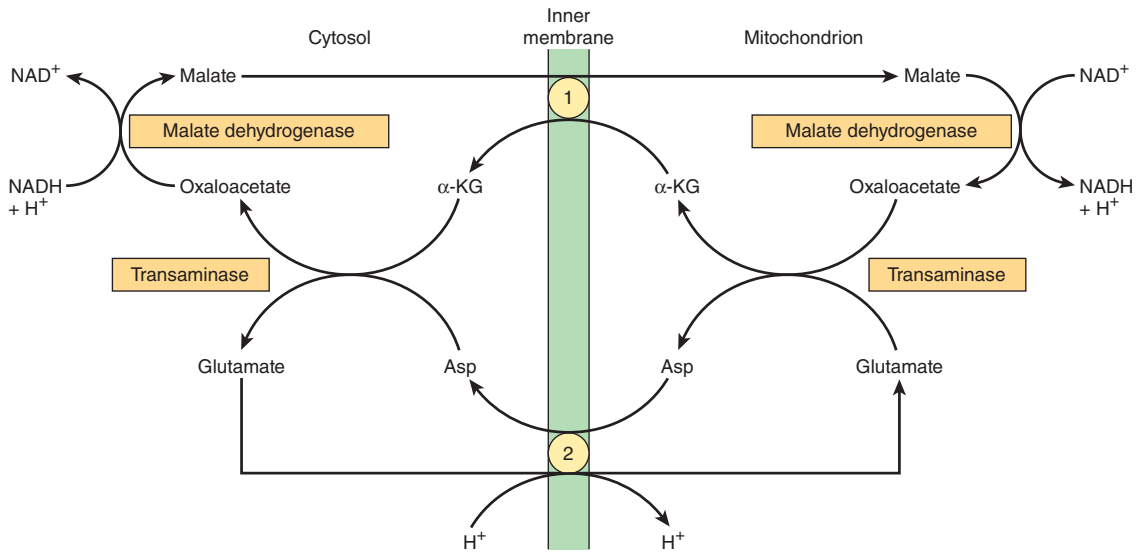 Cytosol
Inner
membrane
Mitochondrion
NAD+
Malate
Malate
NAD+
1
Malate dehydrogenase
Malate dehydrogenase
NADH
+ H+
Oxaloacetate
α-KG
α-KG
Oxaloacetate
NADH
+ H+
Transaminase
Transaminase
Glutamate
Asp
Asp
Glutamate
2
H+
H+